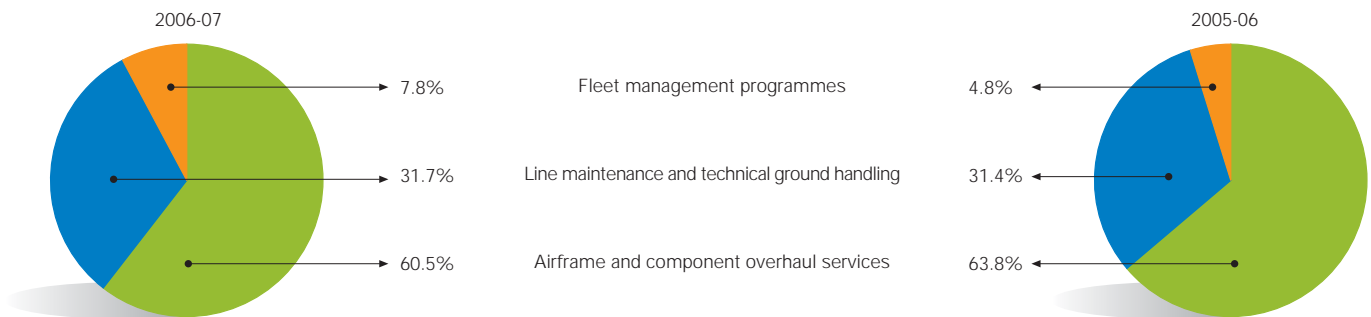 2006-07 2005-06
7.8% Fleet management programmes 4.8%
31.7% Line maintenance and technical ground handling 31.4%
60.5% Airframe and component overhaul services 63.8%